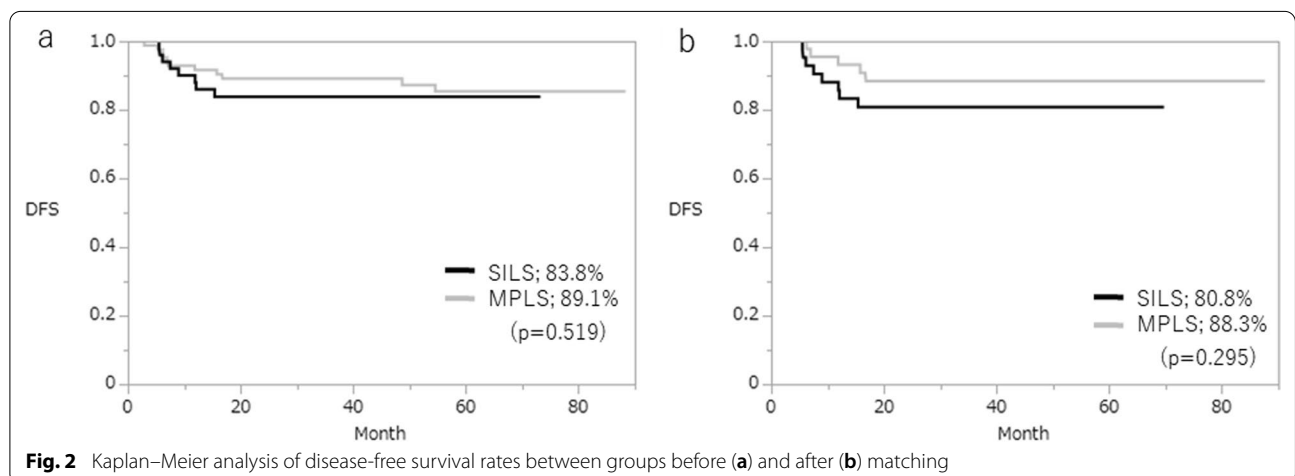 a
1.0
0.8
0.6
DFS
0.4
SILS; 83.8%
MPLS; 89.1%
0.2
(p=0.519)
0
0 20 40 60 80
Month
b
1.0
0.8
0.6
DFS
0.4
SILS; 80.8%
0.2
MPLS; 88.3%
(p=0.295)
0
0 20 40 60 80
Month
Fig. 2 Kaplan–Meier analysis of disease-free survival rates between groups before (a) and after (b) matching